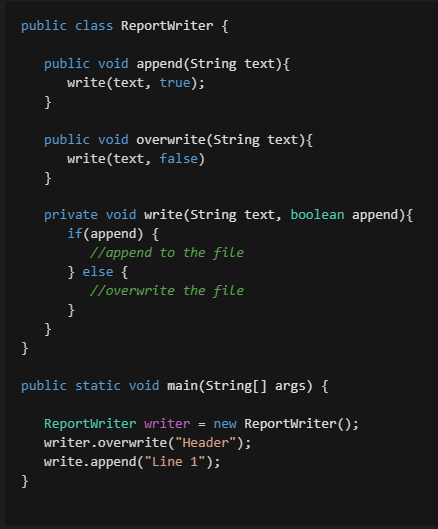 public class ReportWriter {
public void append(String text){
write(text, true);
}
public void overwrite(String text){
write(text, false)
}
private void write(String text, boolean append){
if(append) {
//append to the file
} else {
//overwrite the file
}
}
}
public static void main(String[] args) {
ReportWriter writer = new ReportWriter();
writer.overwrite("Header");
write.append("Line 1");
}